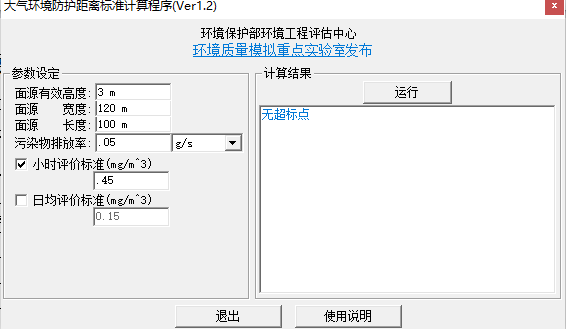 大气环境防护距离标准计算程序(Ver1.2)
环境保护部环境工程评估中心
环境质量模拟重点实验室发布
参数设定
面源有效高度: 3 m
面源 宽度: 120 m
面源 长度: 100 m
污染物排放率: .05 g/s
小时评价标准(mg/m^3)
.45
日均评价标准(mg/m^3)
0.15
计算结果
运行
无超标点
退出
使用说明